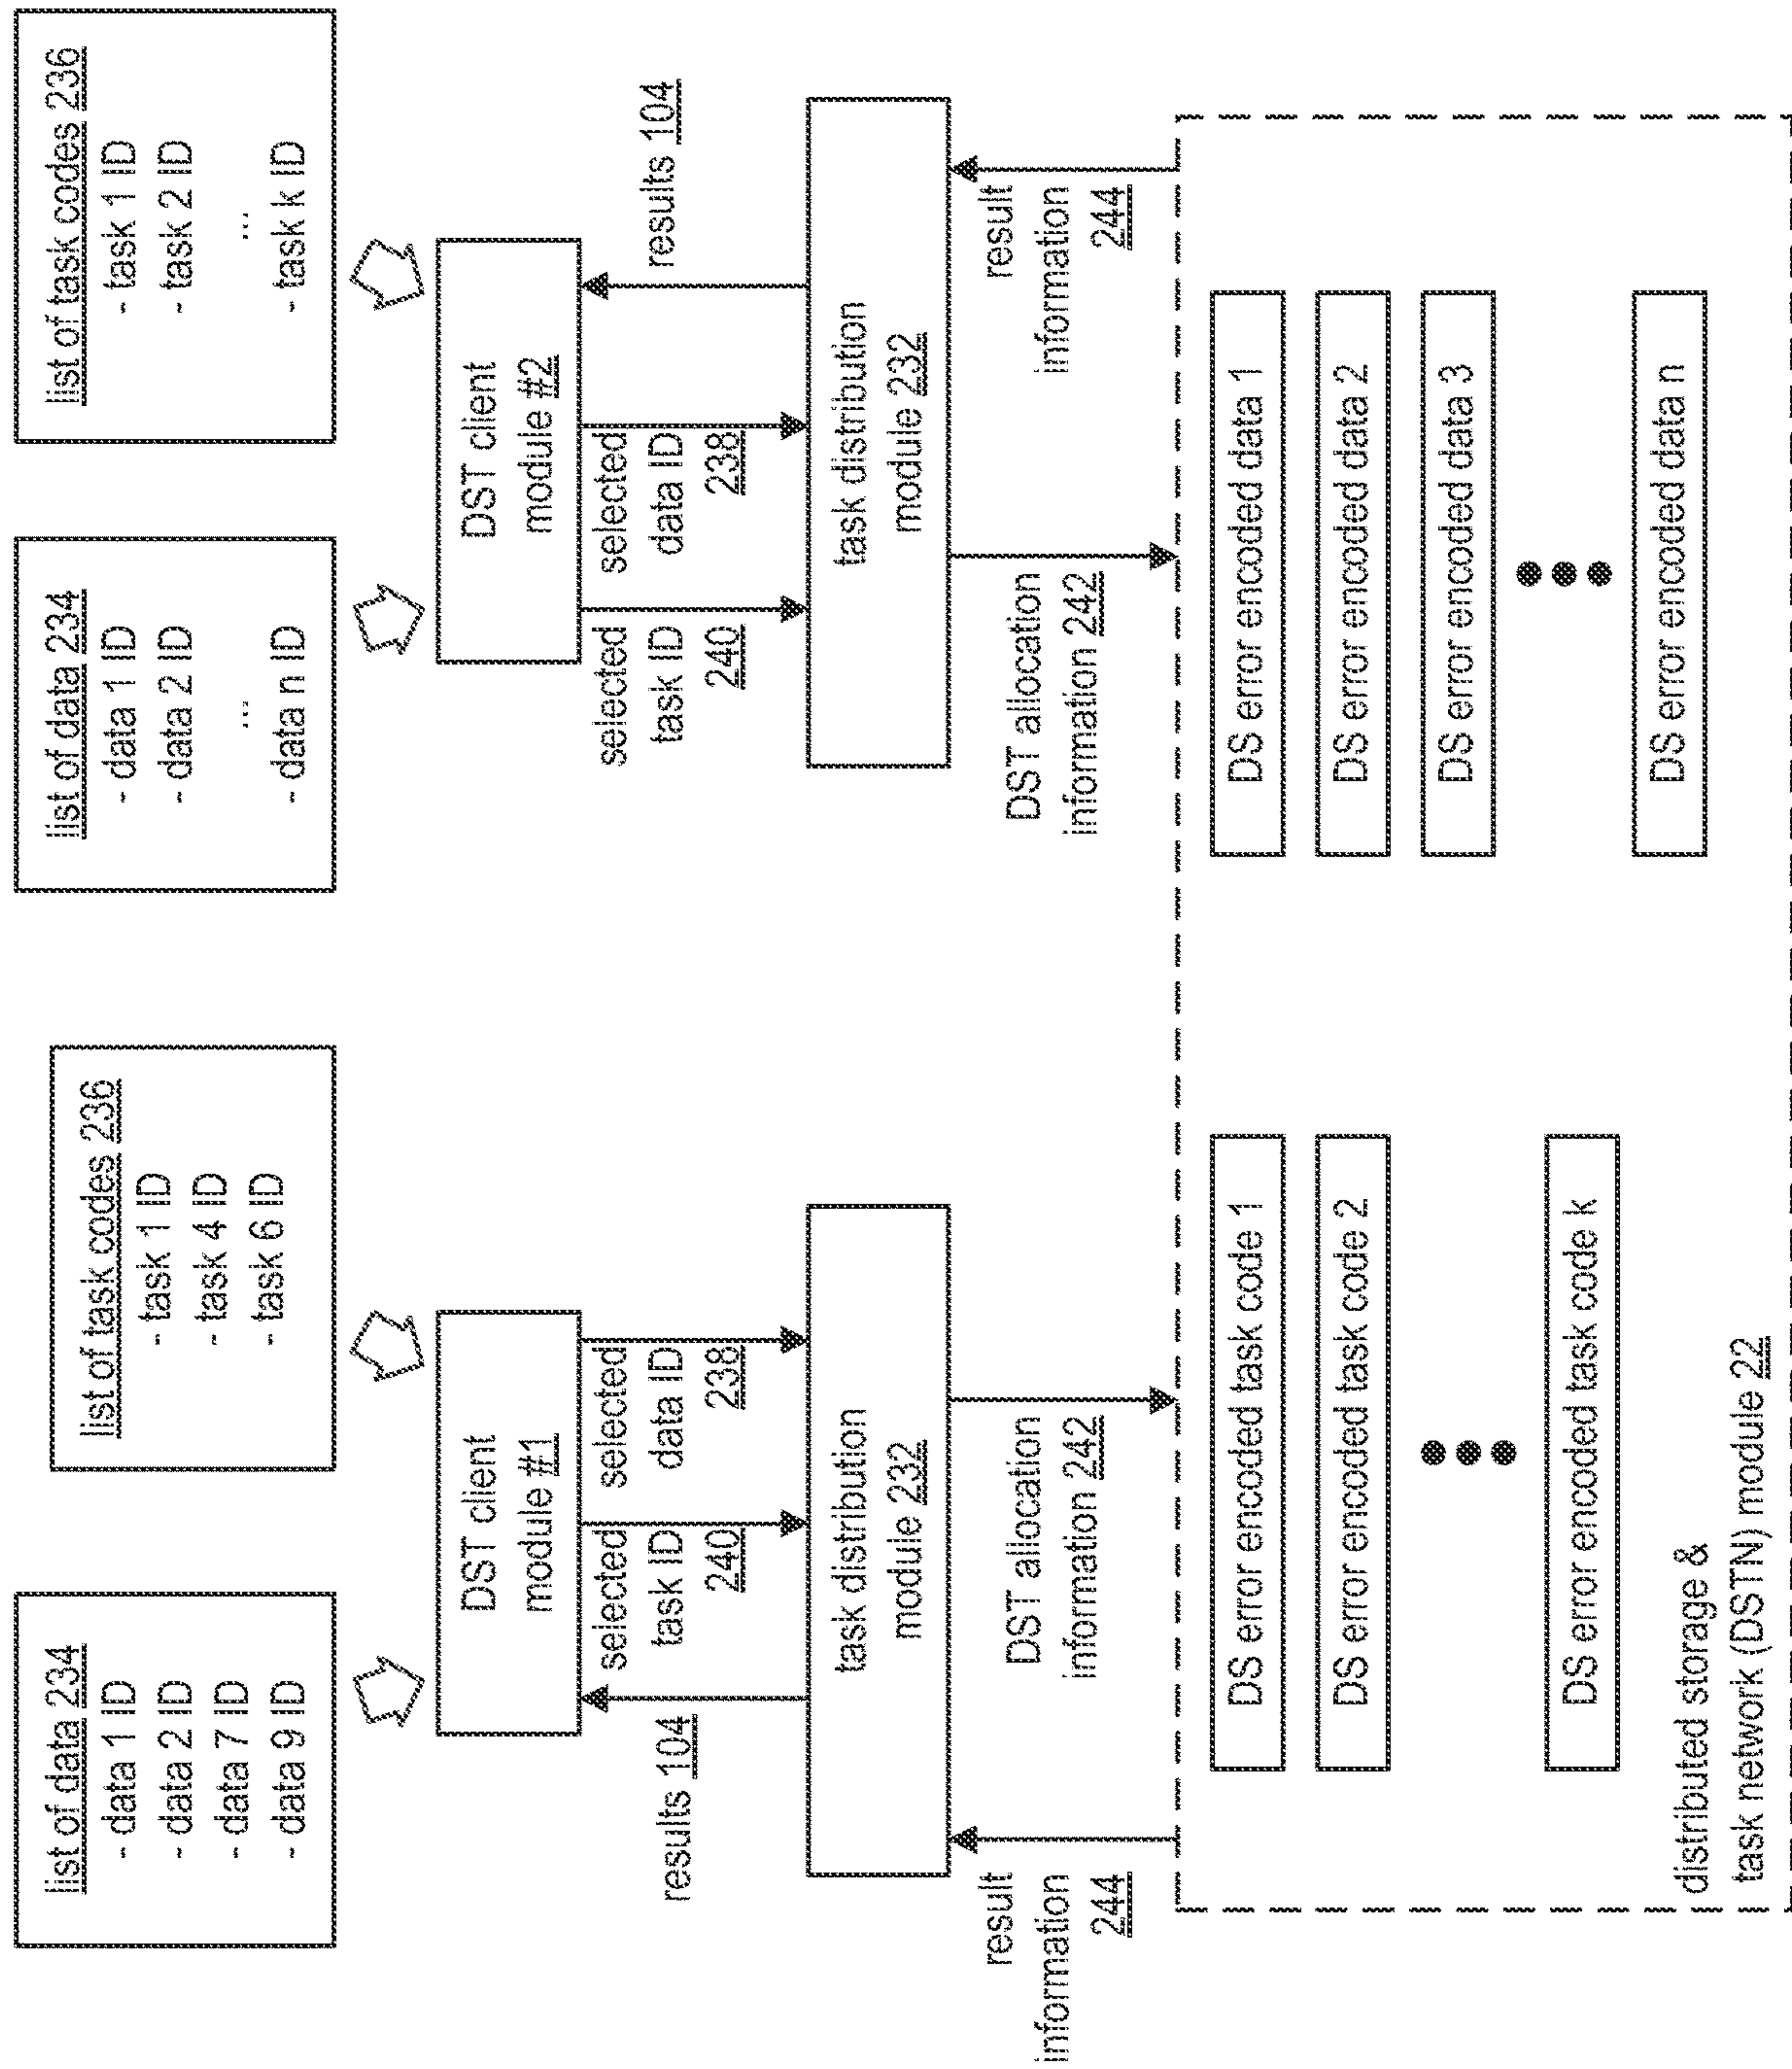 list of data 234
- data 1 ID
- data 2 ID
- data 7 ID
- data 9 ID
list of task codes 236
- task 1 ID
- task 4 ID
- task 6 ID
list of data 234
- data 1 ID
- data 2 ID
...
- data n ID
list of task codes 236
- task 1 ID
- task 2 ID
...
- task k ID
DST client
module #1
DST client
module #2
results 104
selected
task ID
240
selected
data ID
238
selected
task ID
240
selected
data ID
238
results 104
task distribution
module 232
task distribution
module 232
result
information
244
DST allocation
information 242
DST allocation
information 242
result
information
244
DS error encoded task code 1
DS error encoded task code 2
DS error encoded task code k
DS error encoded data 1
DS error encoded data 2
DS error encoded data 3
DS error encoded data n
distributed storage &
task network (DSTN) module 22